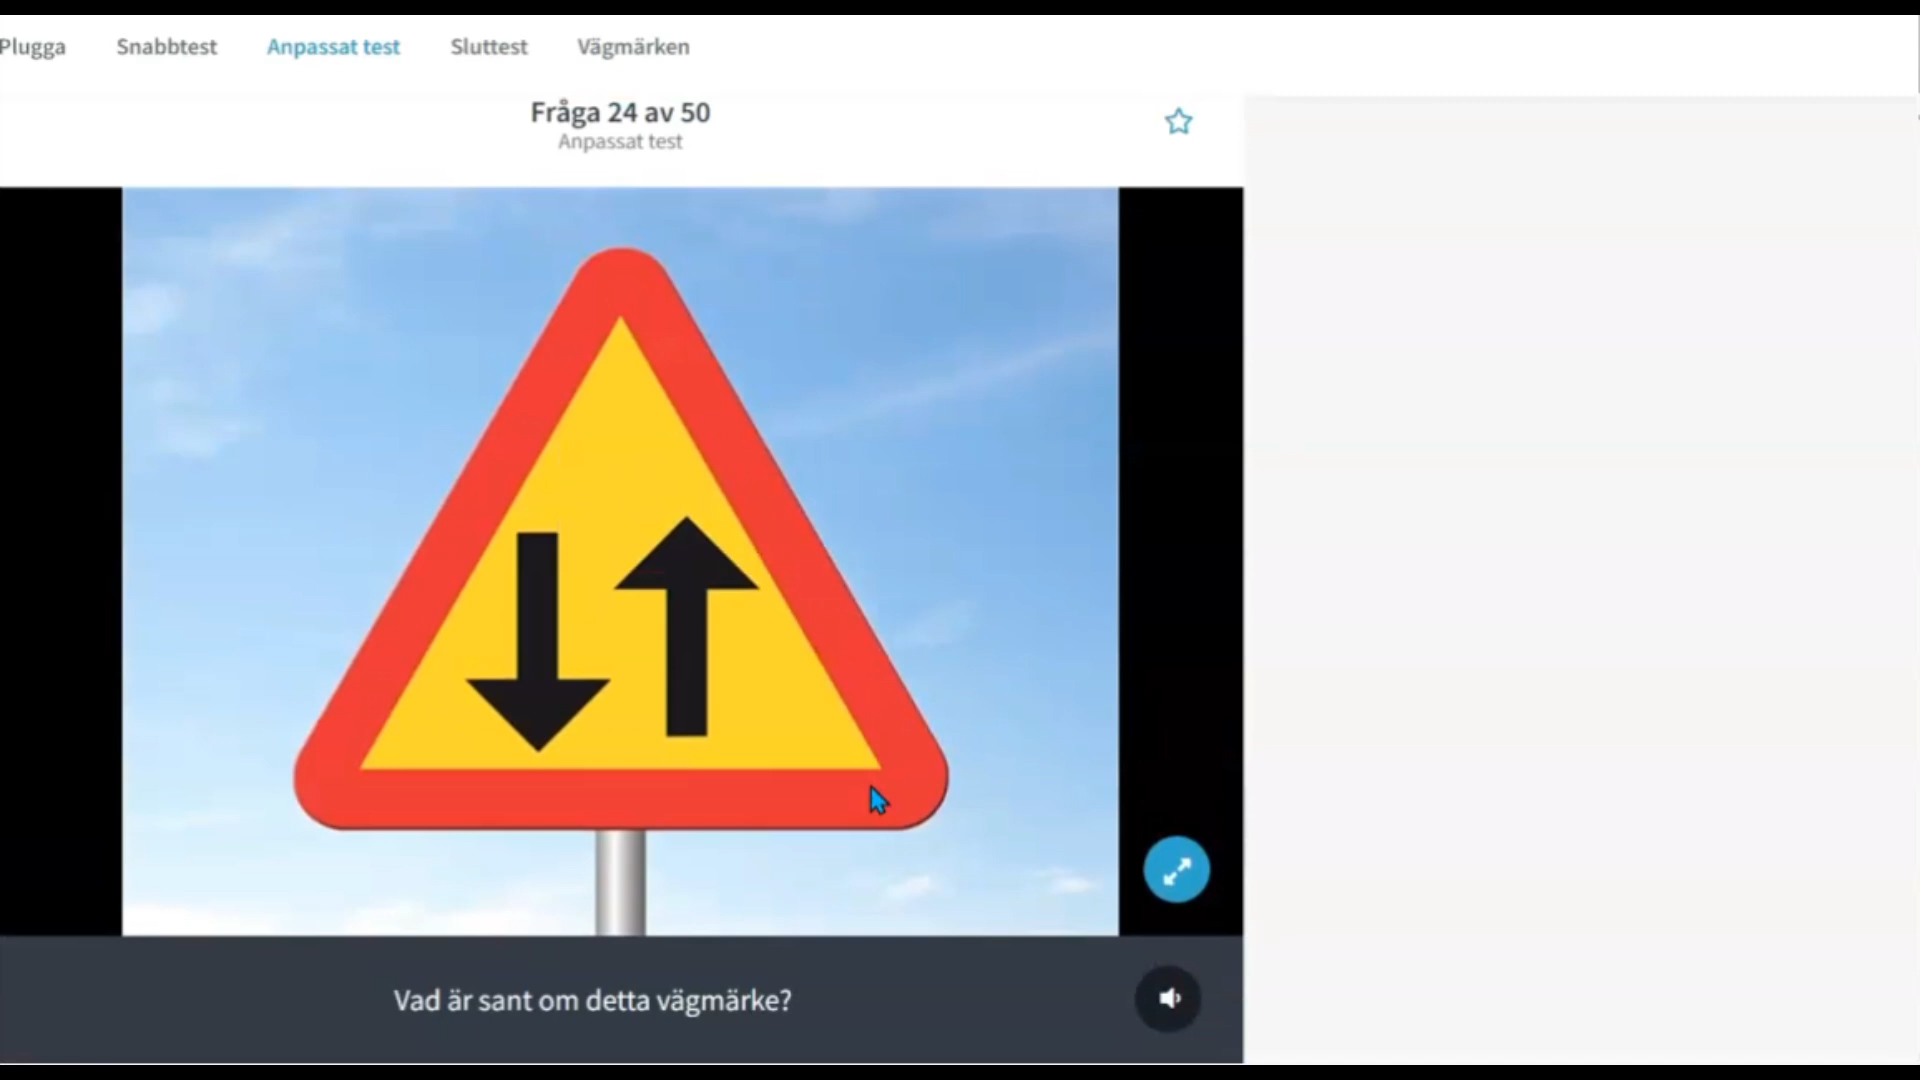 Plugga Snabbtest Anpassat test Sluttest Vägmärken
Fråga 24 av 50
Anpassat test
Vad är sant om detta vägmärke?